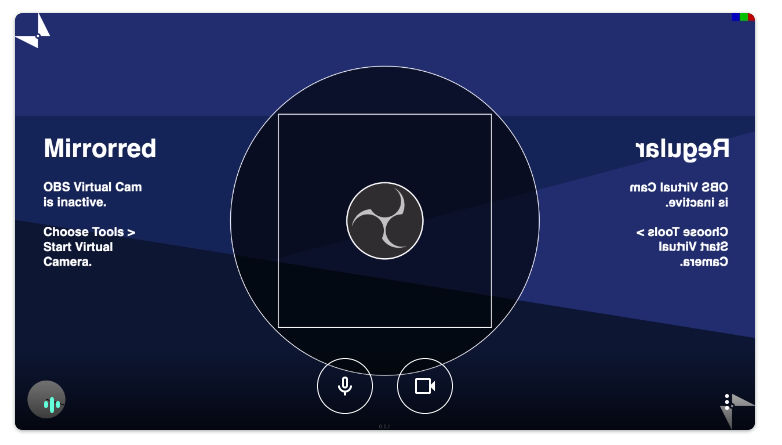 Mirrorred
OBS Virtual Cam
is inactive.
Choose Tools >
Start Virtual
Camera.
Regular
OBS Virtual Cam
is inactive.
Choose Tools >
Start Virtual
Camera.